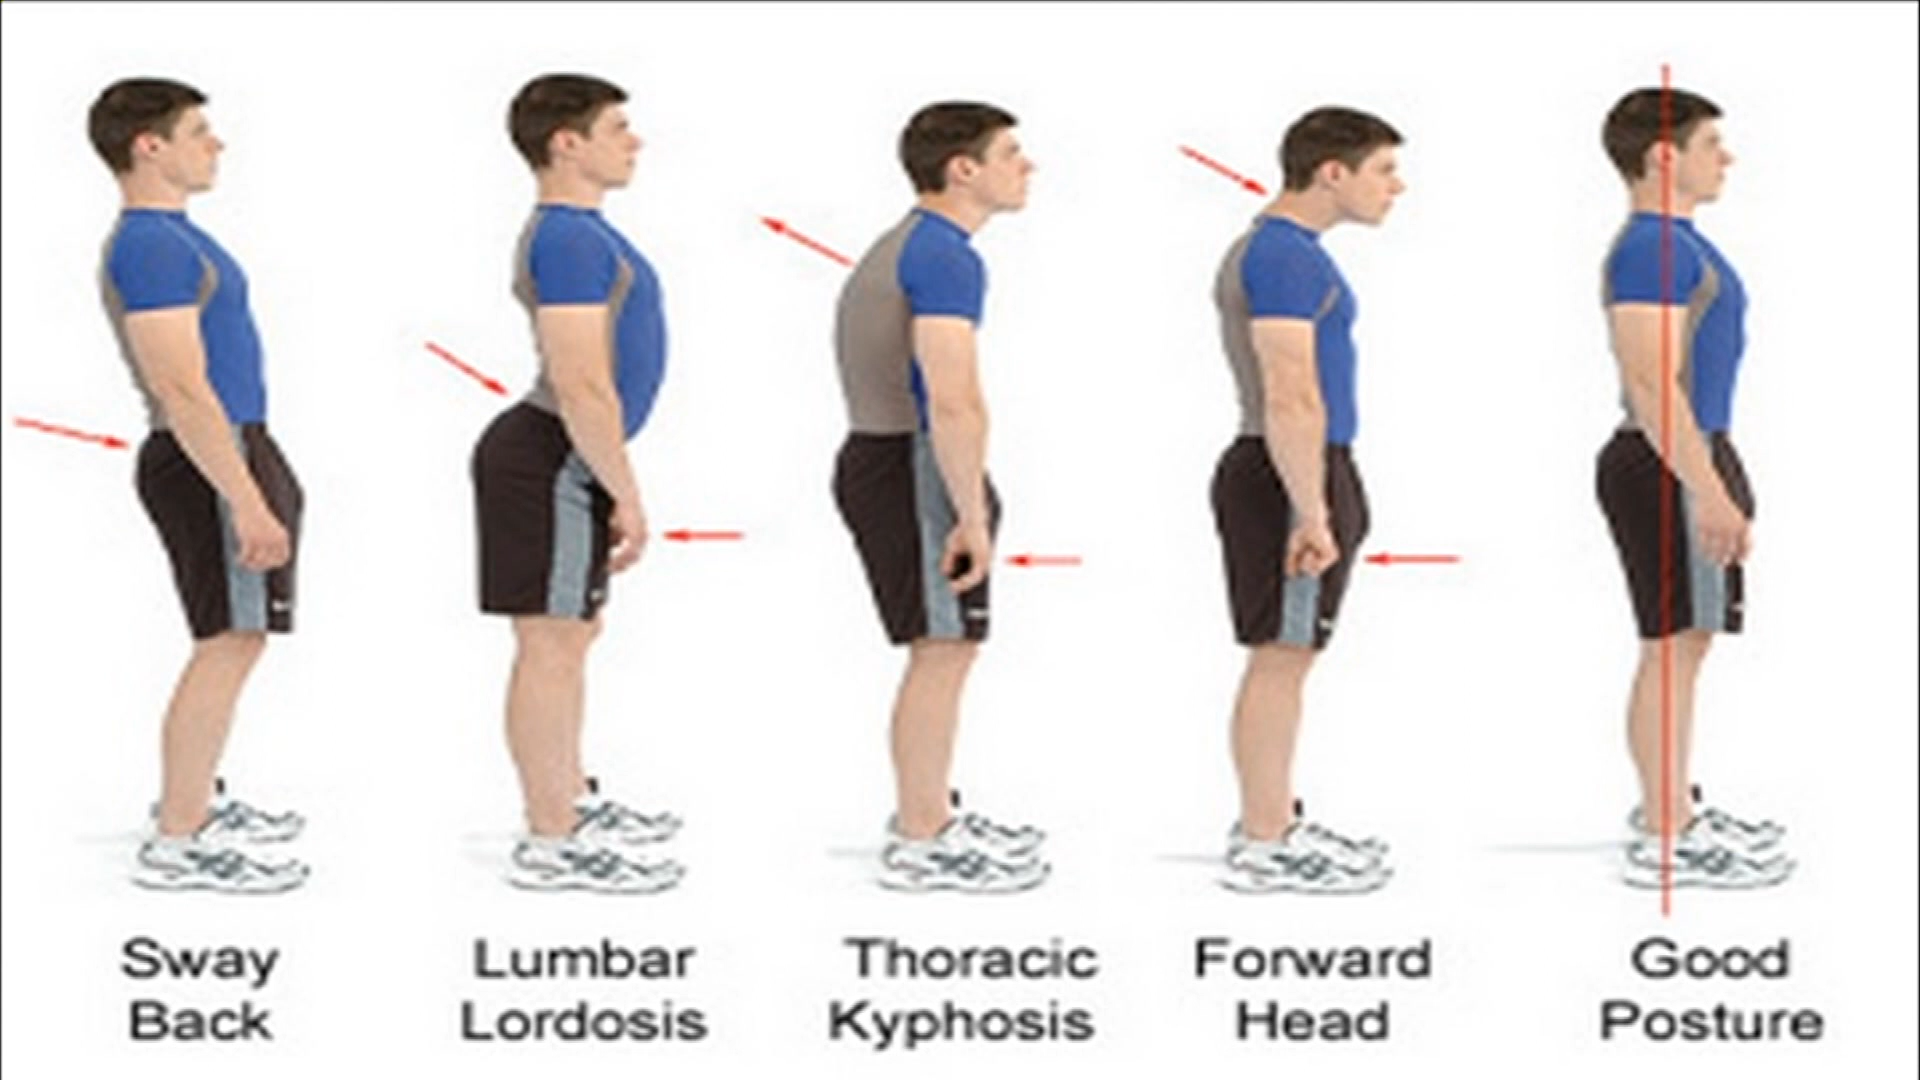 Sway
Back
Lumbar
Lordosis
Thoracic
Kyphosis
Forward
Head
Good
Posture